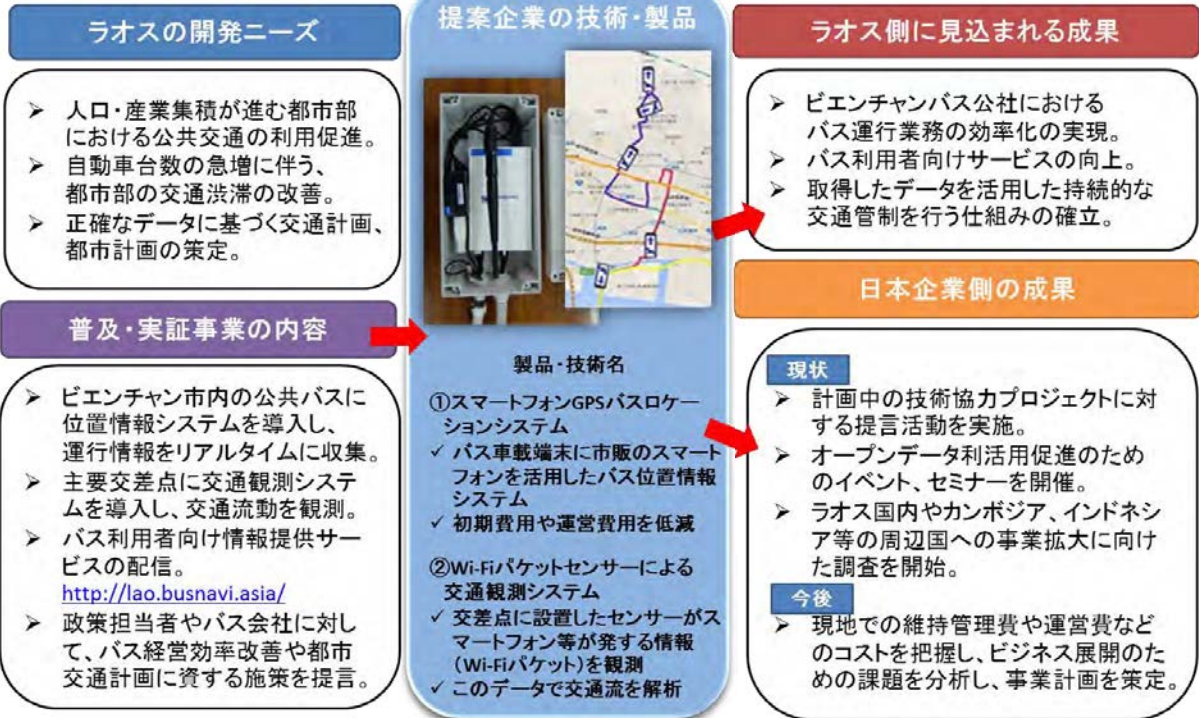 ラオスの開発ニーズ
➢ 人口・産業集積が進む都市部
における公共交通の利用促進。
➢ 自動車台数の急増に伴う、
都市部の交通渋滞の改善。
➢ 正確なデータに基づく交通計画、
都市計画の策定。
普及・実証事業の内容
➢ ビエンチャン市内の公共バスに
位置情報システムを導入し、
運行情報をリアルタイムに収集。
➢ 主要交差点に交通観測システ
ムを導入し、交通流動を観測。
➢ バス利用者向け情報提供サー
ビスの配信。
http://lao.busnavi.asia/
➢ 政策担当者やバス会社に対し
て、バス経営効率改善や都市
交通計画に資する施策を提言。
提案企業の技術・製品
製品・技術名
①スマートフォンGPSバスロケー
ションシステム
✓ バス車載端末に市販のスマート
フォンを活用したバス位置情報
システム
✓ 初期費用や運営費用を低減
②Wi-Fiパケットセンサーによる
交通観測システム
✓ 交差点に設置したセンサーがス
マートフォン等が発する情報
(Wi-Fiパケット)を観測
✓ このデータで交通流を解析
ラオス側に見込まれる成果
➢ ビエンチャンバス公社における
バス運行業務の効率化の実現。
➢ バス利用者向けサービスの向上。
➢ 取得したデータを活用した持続的な
交通管制を行う仕組みの確立。
日本企業側の成果
現状
➢ 計画中の技術協力プロジェクトに対
する提言活動を実施。
➢ オープンデータ利活用促進のため
のイベント、セミナーを開催。
➢ ラオス国内やカンボジア、インドネシ
ア等の周辺国への事業拡大に向け
た調査を開始。
今後
➢ 現地での維持管理費や運営費など
のコストを把握し、ビジネス展開のた
めの課題を分析し、事業計画を策定。